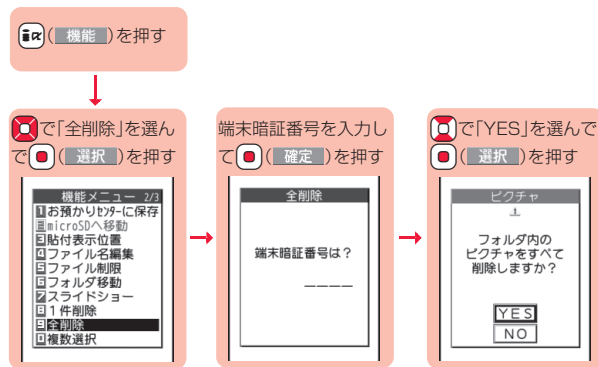 iα(機能)を押す
で「全削除」を選ん
で(選択)を押す
機能メニュー 2/3
1お預かりセンターに保存
microSDへ移動
3貼付表示位置
4ファイル名編集
5ファイル制限
6フォルダ移動
7スライドショー
81件削除
9全削除
0複数選択
端末暗証番号を入力し
て(確定)を押す
全削除
端末暗証番号は?
____
で「YES」を選んで
(選択)を押す
ピクチャ
フォルダ内の
ピクチャをすべて
削除しますか?
YES
NO